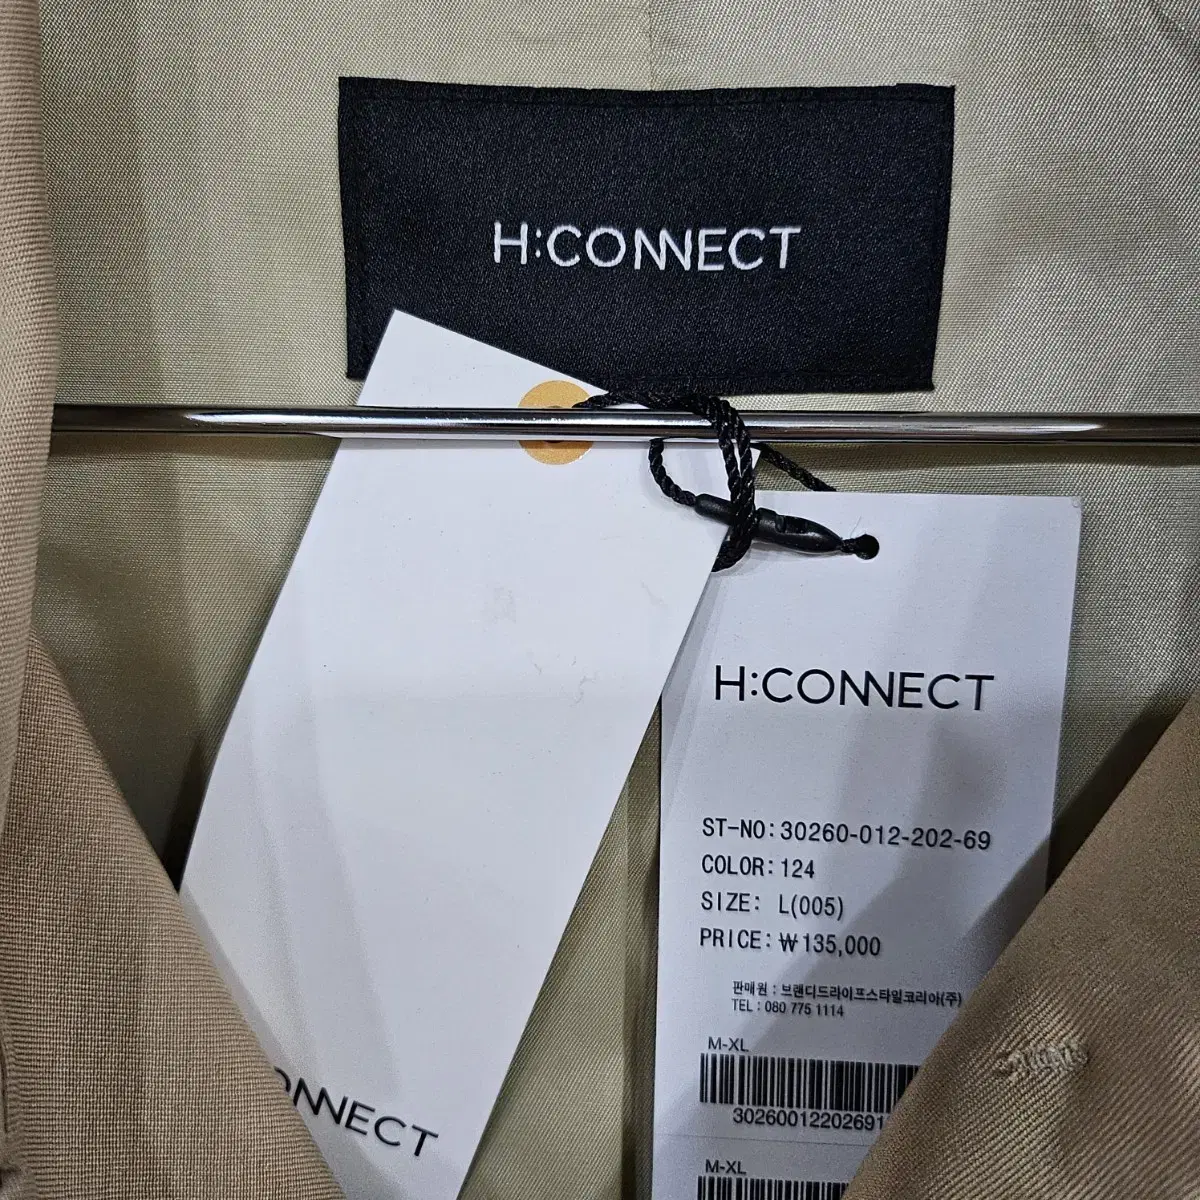 H:CONNECT
H:CONNECT
ST-NO: 30260-012-202-69
COLOR: 124
SIZE: L(005)
PRICE: ₩135,000
판매원 : 브랜디드라이프스타일코리아(주)
TEL : 080 775 1114
M-XL
30260012202691
M-XL
ONNECT